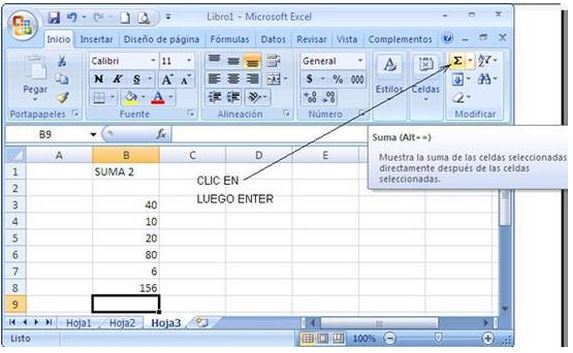 Libro1 - Microsoft Excel
Inicio Insertar Diseño de página Fórmulas Datos Revisar Vista Complementos
Calibri 11 General
N K S A A $ % 000
Pegar Estilos Celdas Σ
Portapapeles Fuente Alineación Número Modificar
B9 fx
Suma (Alt+=)
Muestra la suma de las celdas seleccionadas
directamente después de las celdas
seleccionadas.
A B C D E
1 SUMA 2
CLIC EN
2
LUEGO ENTER
3 40
4 10
5 20
6 80
7 6
8 156
9
Hoja1 Hoja2 Hoja3
Listo 100%